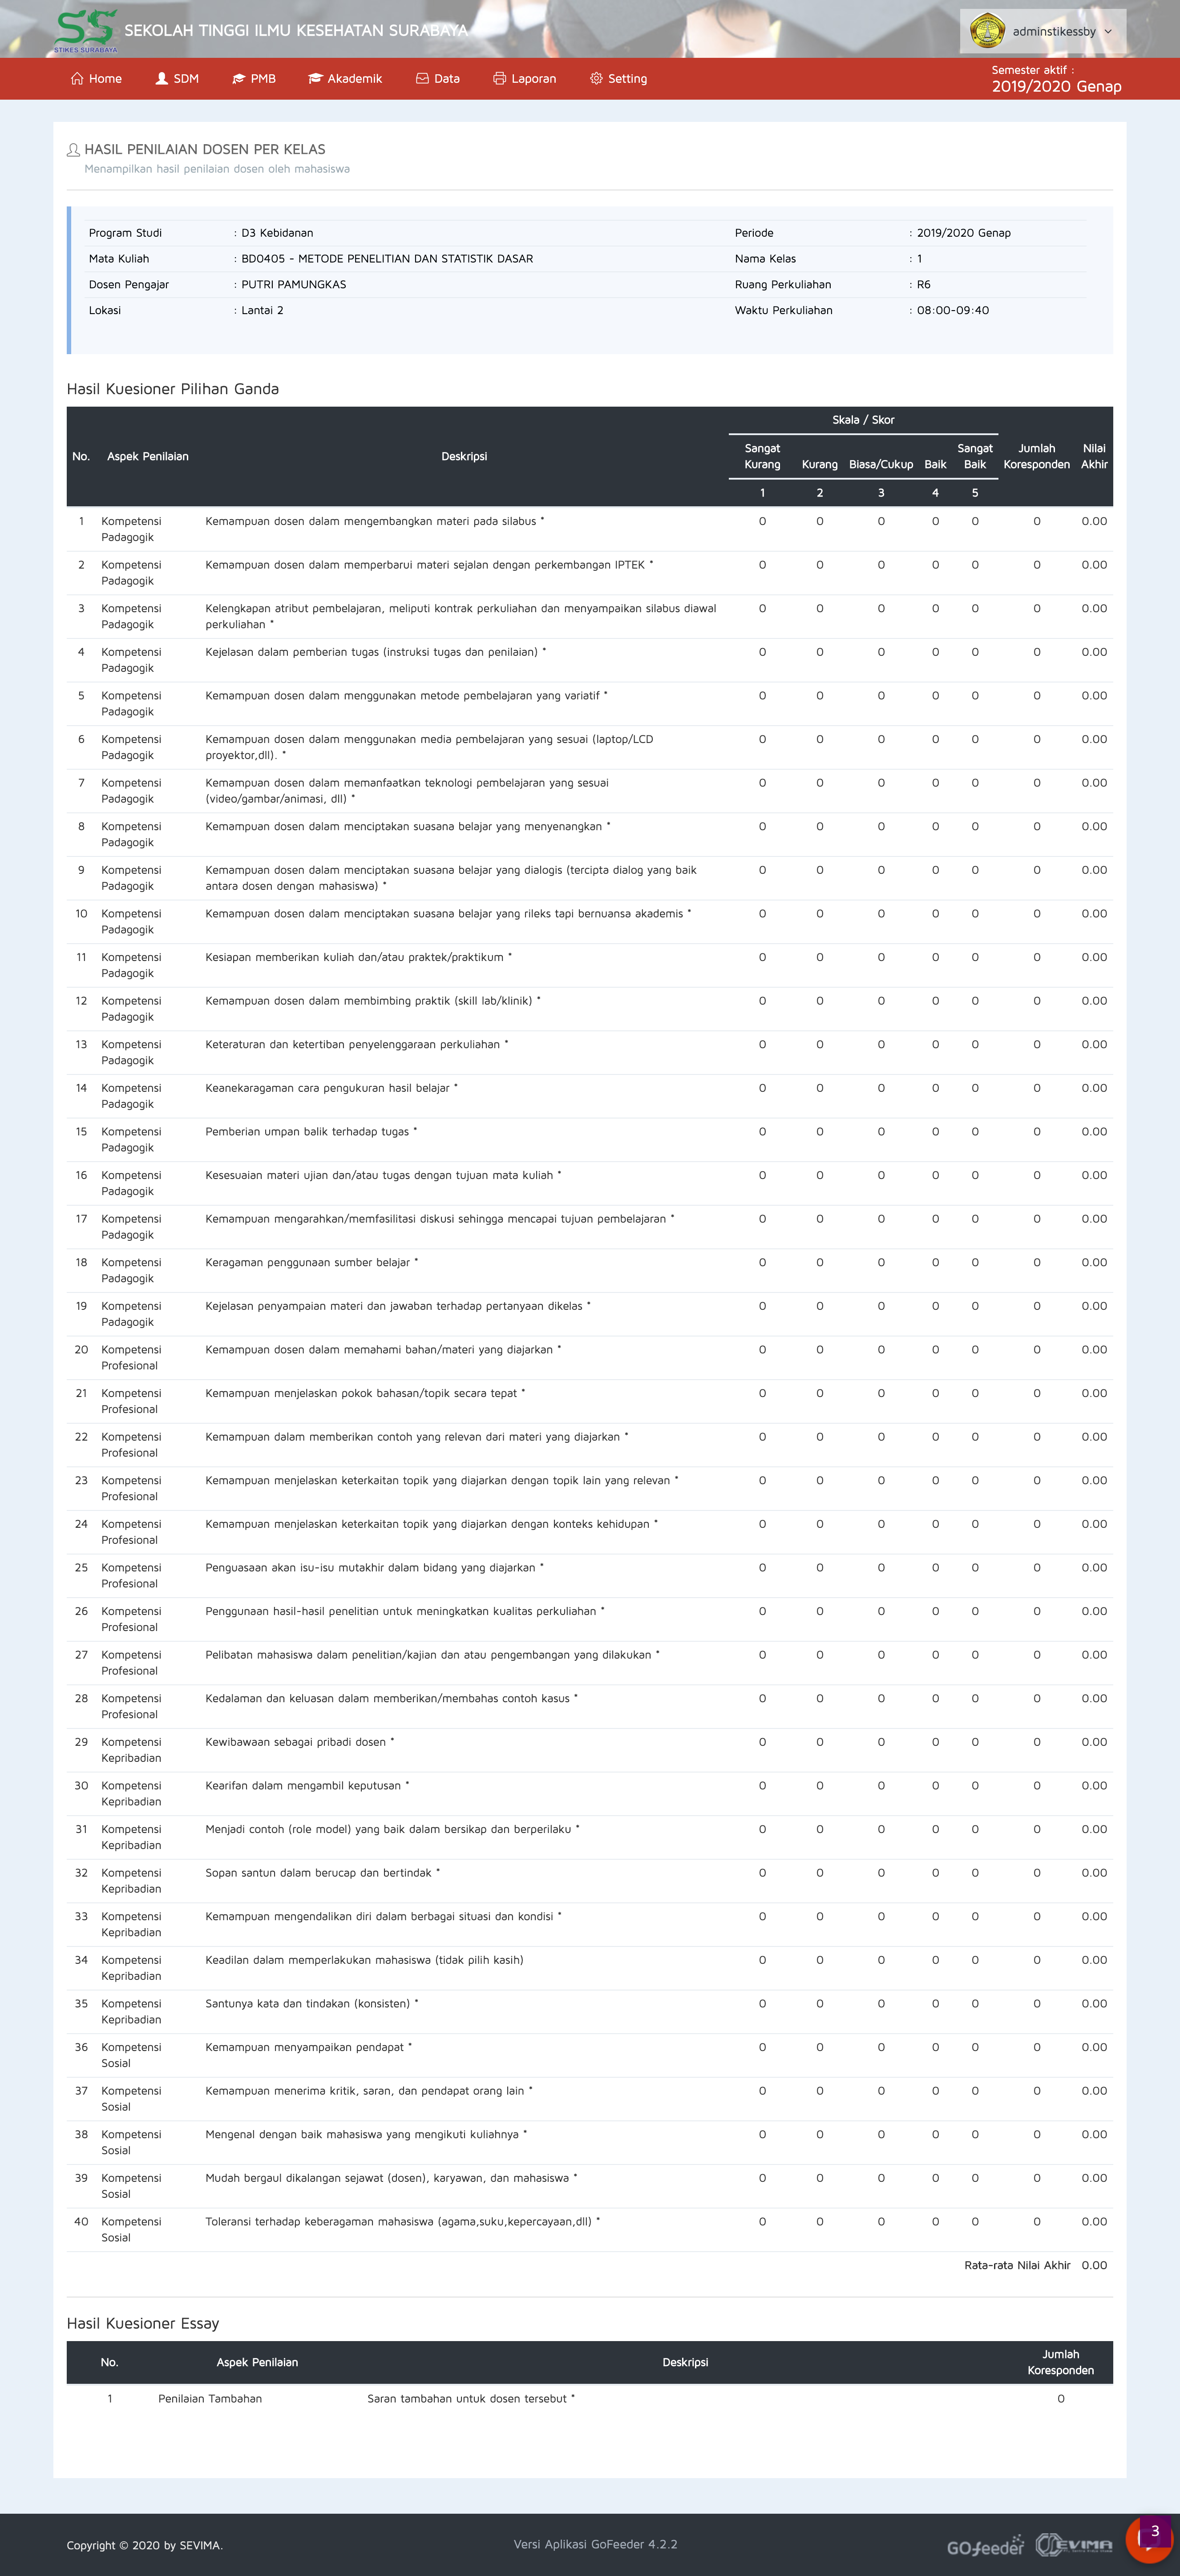 SS
STIKES SURABAYA
SEKOLAH TINGGI ILMU KESEHATAN SURABAYA
adminstikessby
Home SDM PMB Akademik Data Laporan Setting
Semester aktif :
2019/2020 Genap
HASIL PENILAIAN DOSEN PER KELAS
Menampilkan hasil penilaian dosen oleh mahasiswa
Program Studi : D3 Kebidanan Periode : 2019/2020 Genap
Mata Kuliah : BD0405 - METODE PENELITIAN DAN STATISTIK DASAR Nama Kelas : 1
Dosen Pengajar : PUTRI PAMUNGKAS Ruang Perkuliahan : R6
Lokasi : Lantai 2 Waktu Perkuliahan : 08:00-09:40
Hasil Kuesioner Pilihan Ganda
Skala / Skor
No. Aspek Penilaian Deskripsi
Sangat Sangat Jumlah Nilai
Kurang Kurang Biasa/Cukup Baik Baik Koresponden Akhir
1 2 3 4 5
1 Kompetensi Kemampuan dosen dalam mengembangkan materi pada silabus * 0 0 0 0 0 0 0.00
Padagogik
2 Kompetensi Kemampuan dosen dalam memperbarui materi sejalan dengan perkembangan IPTEK * 0 0 0 0 0 0 0.00
Padagogik
3 Kompetensi Kelengkapan atribut pembelajaran, meliputi kontrak perkuliahan dan menyampaikan silabus diawal 0 0 0 0 0 0 0.00
Padagogik perkuliahan *
4 Kompetensi Kejelasan dalam pemberian tugas (instruksi tugas dan penilaian) * 0 0 0 0 0 0 0.00
Padagogik
5 Kompetensi Kemampuan dosen dalam menggunakan metode pembelajaran yang variatif * 0 0 0 0 0 0 0.00
Padagogik
6 Kompetensi Kemampuan dosen dalam menggunakan media pembelajaran yang sesuai (laptop/LCD 0 0 0 0 0 0 0.00
Padagogik proyektor,dll). *
7 Kompetensi Kemampuan dosen dalam memanfaatkan teknologi pembelajaran yang sesuai 0 0 0 0 0 0 0.00
Padagogik (video/gambar/animasi, dll) *
8 Kompetensi Kemampuan dosen dalam menciptakan suasana belajar yang menyenangkan * 0 0 0 0 0 0 0.00
Padagogik
9 Kompetensi Kemampuan dosen dalam menciptakan suasana belajar yang dialogis (tercipta dialog yang baik 0 0 0 0 0 0 0.00
Padagogik antara dosen dengan mahasiswa) *
10 Kompetensi Kemampuan dosen dalam menciptakan suasana belajar yang rileks tapi bernuansa akademis * 0 0 0 0 0 0 0.00
Padagogik
11 Kompetensi Kesiapan memberikan kuliah dan/atau praktek/praktikum * 0 0 0 0 0 0 0.00
Padagogik
12 Kompetensi Kemampuan dosen dalam membimbing praktik (skill lab/klinik) * 0 0 0 0 0 0 0.00
Padagogik
13 Kompetensi Keteraturan dan ketertiban penyelenggaraan perkuliahan * 0 0 0 0 0 0 0.00
Padagogik
14 Kompetensi Keanekaragaman cara pengukuran hasil belajar * 0 0 0 0 0 0 0.00
Padagogik
15 Kompetensi Pemberian umpan balik terhadap tugas * 0 0 0 0 0 0 0.00
Padagogik
16 Kompetensi Kesesuaian materi ujian dan/atau tugas dengan tujuan mata kuliah * 0 0 0 0 0 0 0.00
Padagogik
17 Kompetensi Kemampuan mengarahkan/memfasilitasi diskusi sehingga mencapai tujuan pembelajaran * 0 0 0 0 0 0 0.00
Padagogik
18 Kompetensi Keragaman penggunaan sumber belajar * 0 0 0 0 0 0 0.00
Padagogik
19 Kompetensi Kejelasan penyampaian materi dan jawaban terhadap pertanyaan dikelas * 0 0 0 0 0 0 0.00
Padagogik
20 Kompetensi Kemampuan dosen dalam memahami bahan/materi yang diajarkan * 0 0 0 0 0 0 0.00
Profesional
21 Kompetensi Kemampuan menjelaskan pokok bahasan/topik secara tepat * 0 0 0 0 0 0 0.00
Profesional
22 Kompetensi Kemampuan dalam memberikan contoh yang relevan dari materi yang diajarkan * 0 0 0 0 0 0 0.00
Profesional
23 Kompetensi Kemampuan menjelaskan keterkaitan topik yang diajarkan dengan topik lain yang relevan * 0 0 0 0 0 0 0.00
Profesional
24 Kompetensi Kemampuan menjelaskan keterkaitan topik yang diajarkan dengan konteks kehidupan * 0 0 0 0 0 0 0.00
Profesional
25 Kompetensi Penguasaan akan isu-isu mutakhir dalam bidang yang diajarkan * 0 0 0 0 0 0 0.00
Profesional
26 Kompetensi Penggunaan hasil-hasil penelitian untuk meningkatkan kualitas perkuliahan * 0 0 0 0 0 0 0.00
Profesional
27 Kompetensi Pelibatan mahasiswa dalam penelitian/kajian dan atau pengembangan yang dilakukan * 0 0 0 0 0 0 0.00
Profesional
28 Kompetensi Kedalaman dan keluasan dalam memberikan/membahas contoh kasus * 0 0 0 0 0 0 0.00
Profesional
29 Kompetensi Kewibawaan sebagai pribadi dosen * 0 0 0 0 0 0 0.00
Kepribadian
30 Kompetensi Kearifan dalam mengambil keputusan * 0 0 0 0 0 0 0.00
Kepribadian
31 Kompetensi Menjadi contoh (role model) yang baik dalam bersikap dan berperilaku * 0 0 0 0 0 0 0.00
Kepribadian
32 Kompetensi Sopan santun dalam berucap dan bertindak * 0 0 0 0 0 0 0.00
Kepribadian
33 Kompetensi Kemampuan mengendalikan diri dalam berbagai situasi dan kondisi * 0 0 0 0 0 0 0.00
Kepribadian
34 Kompetensi Keadilan dalam memperlakukan mahasiswa (tidak pilih kasih) 0 0 0 0 0 0 0.00
Kepribadian
35 Kompetensi Santunya kata dan tindakan (konsisten) * 0 0 0 0 0 0 0.00
Kepribadian
36 Kompetensi Kemampuan menyampaikan pendapat * 0 0 0 0 0 0 0.00
Sosial
37 Kompetensi Kemampuan menerima kritik, saran, dan pendapat orang lain * 0 0 0 0 0 0 0.00
Sosial
38 Kompetensi Mengenal dengan baik mahasiswa yang mengikuti kuliahnya * 0 0 0 0 0 0 0.00
Sosial
39 Kompetensi Mudah bergaul dikalangan sejawat (dosen), karyawan, dan mahasiswa * 0 0 0 0 0 0 0.00
Sosial
40 Kompetensi Toleransi terhadap keberagaman mahasiswa (agama,suku,kepercayaan,dll) * 0 0 0 0 0 0 0.00
Sosial
Rata-rata Nilai Akhir 0.00
Hasil Kuesioner Essay
No. Aspek Penilaian Deskripsi Jumlah
Koresponden
1 Penilaian Tambahan Saran tambahan untuk dosen tersebut * 0
Copyright © 2020 by SEVIMA.
Versi Aplikasi GoFeeder 4.2.2
GOfeeder SEVIMA
3